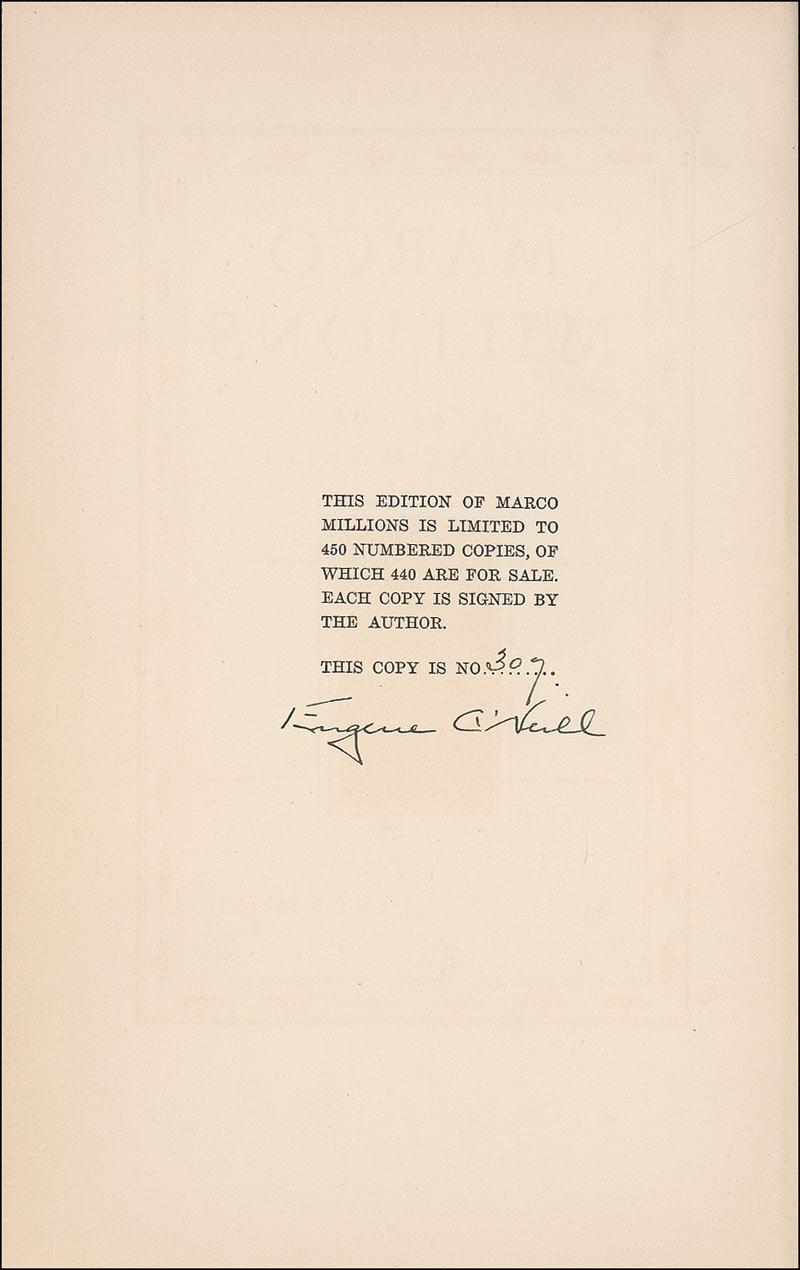 THIS EDITION OF MARCO
MILLIONS IS LIMITED TO
450 NUMBERED COPIES, OF
WHICH 440 ARE FOR SALE.
EACH COPY IS SIGNED BY
THE AUTHOR.
THIS COPY IS NO. 307
Eugene O'Neill